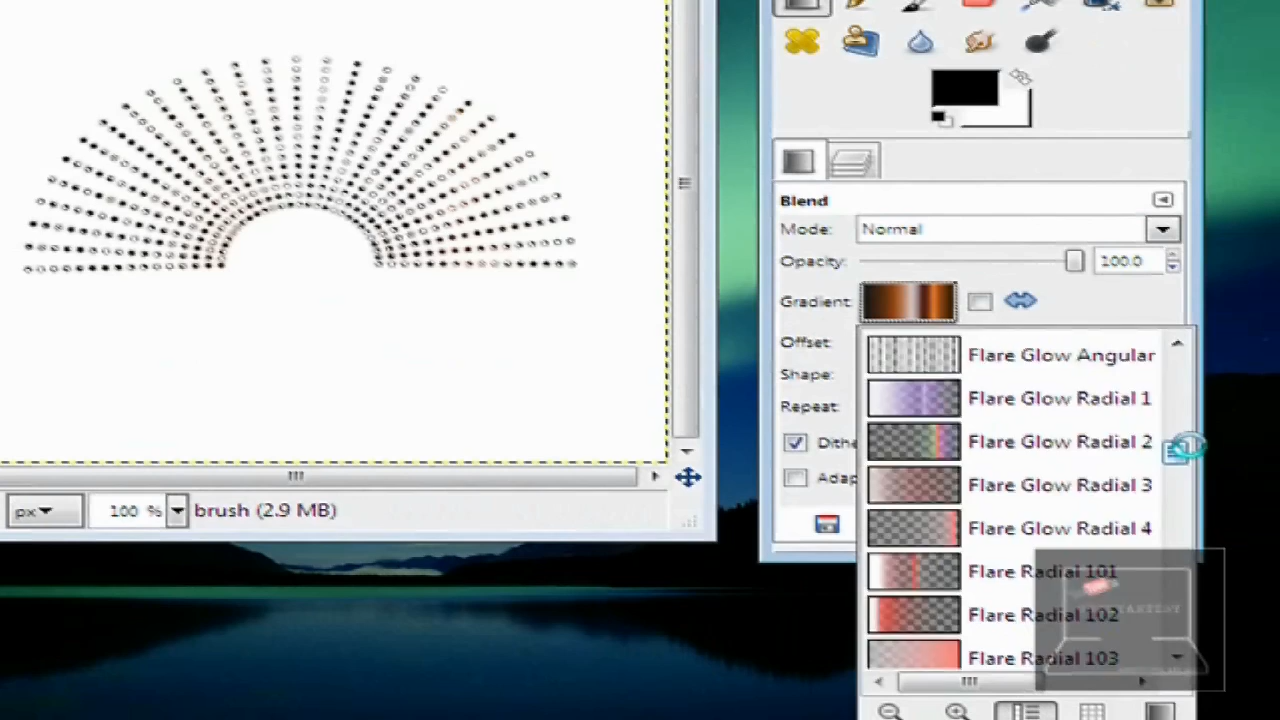 Blend
Mode: Normal
Opacity: 100.0
Gradient:
Offset:
Shape:
Repeat:
Flare Glow Angular
Flare Glow Radial 1
Flare Glow Radial 2
Flare Glow Radial 3
Flare Glow Radial 4
Flare Radial 101
Flare Radial 102
Flare Radial 103
Dithe
Adap
px 100 % brush (2.9 MB)